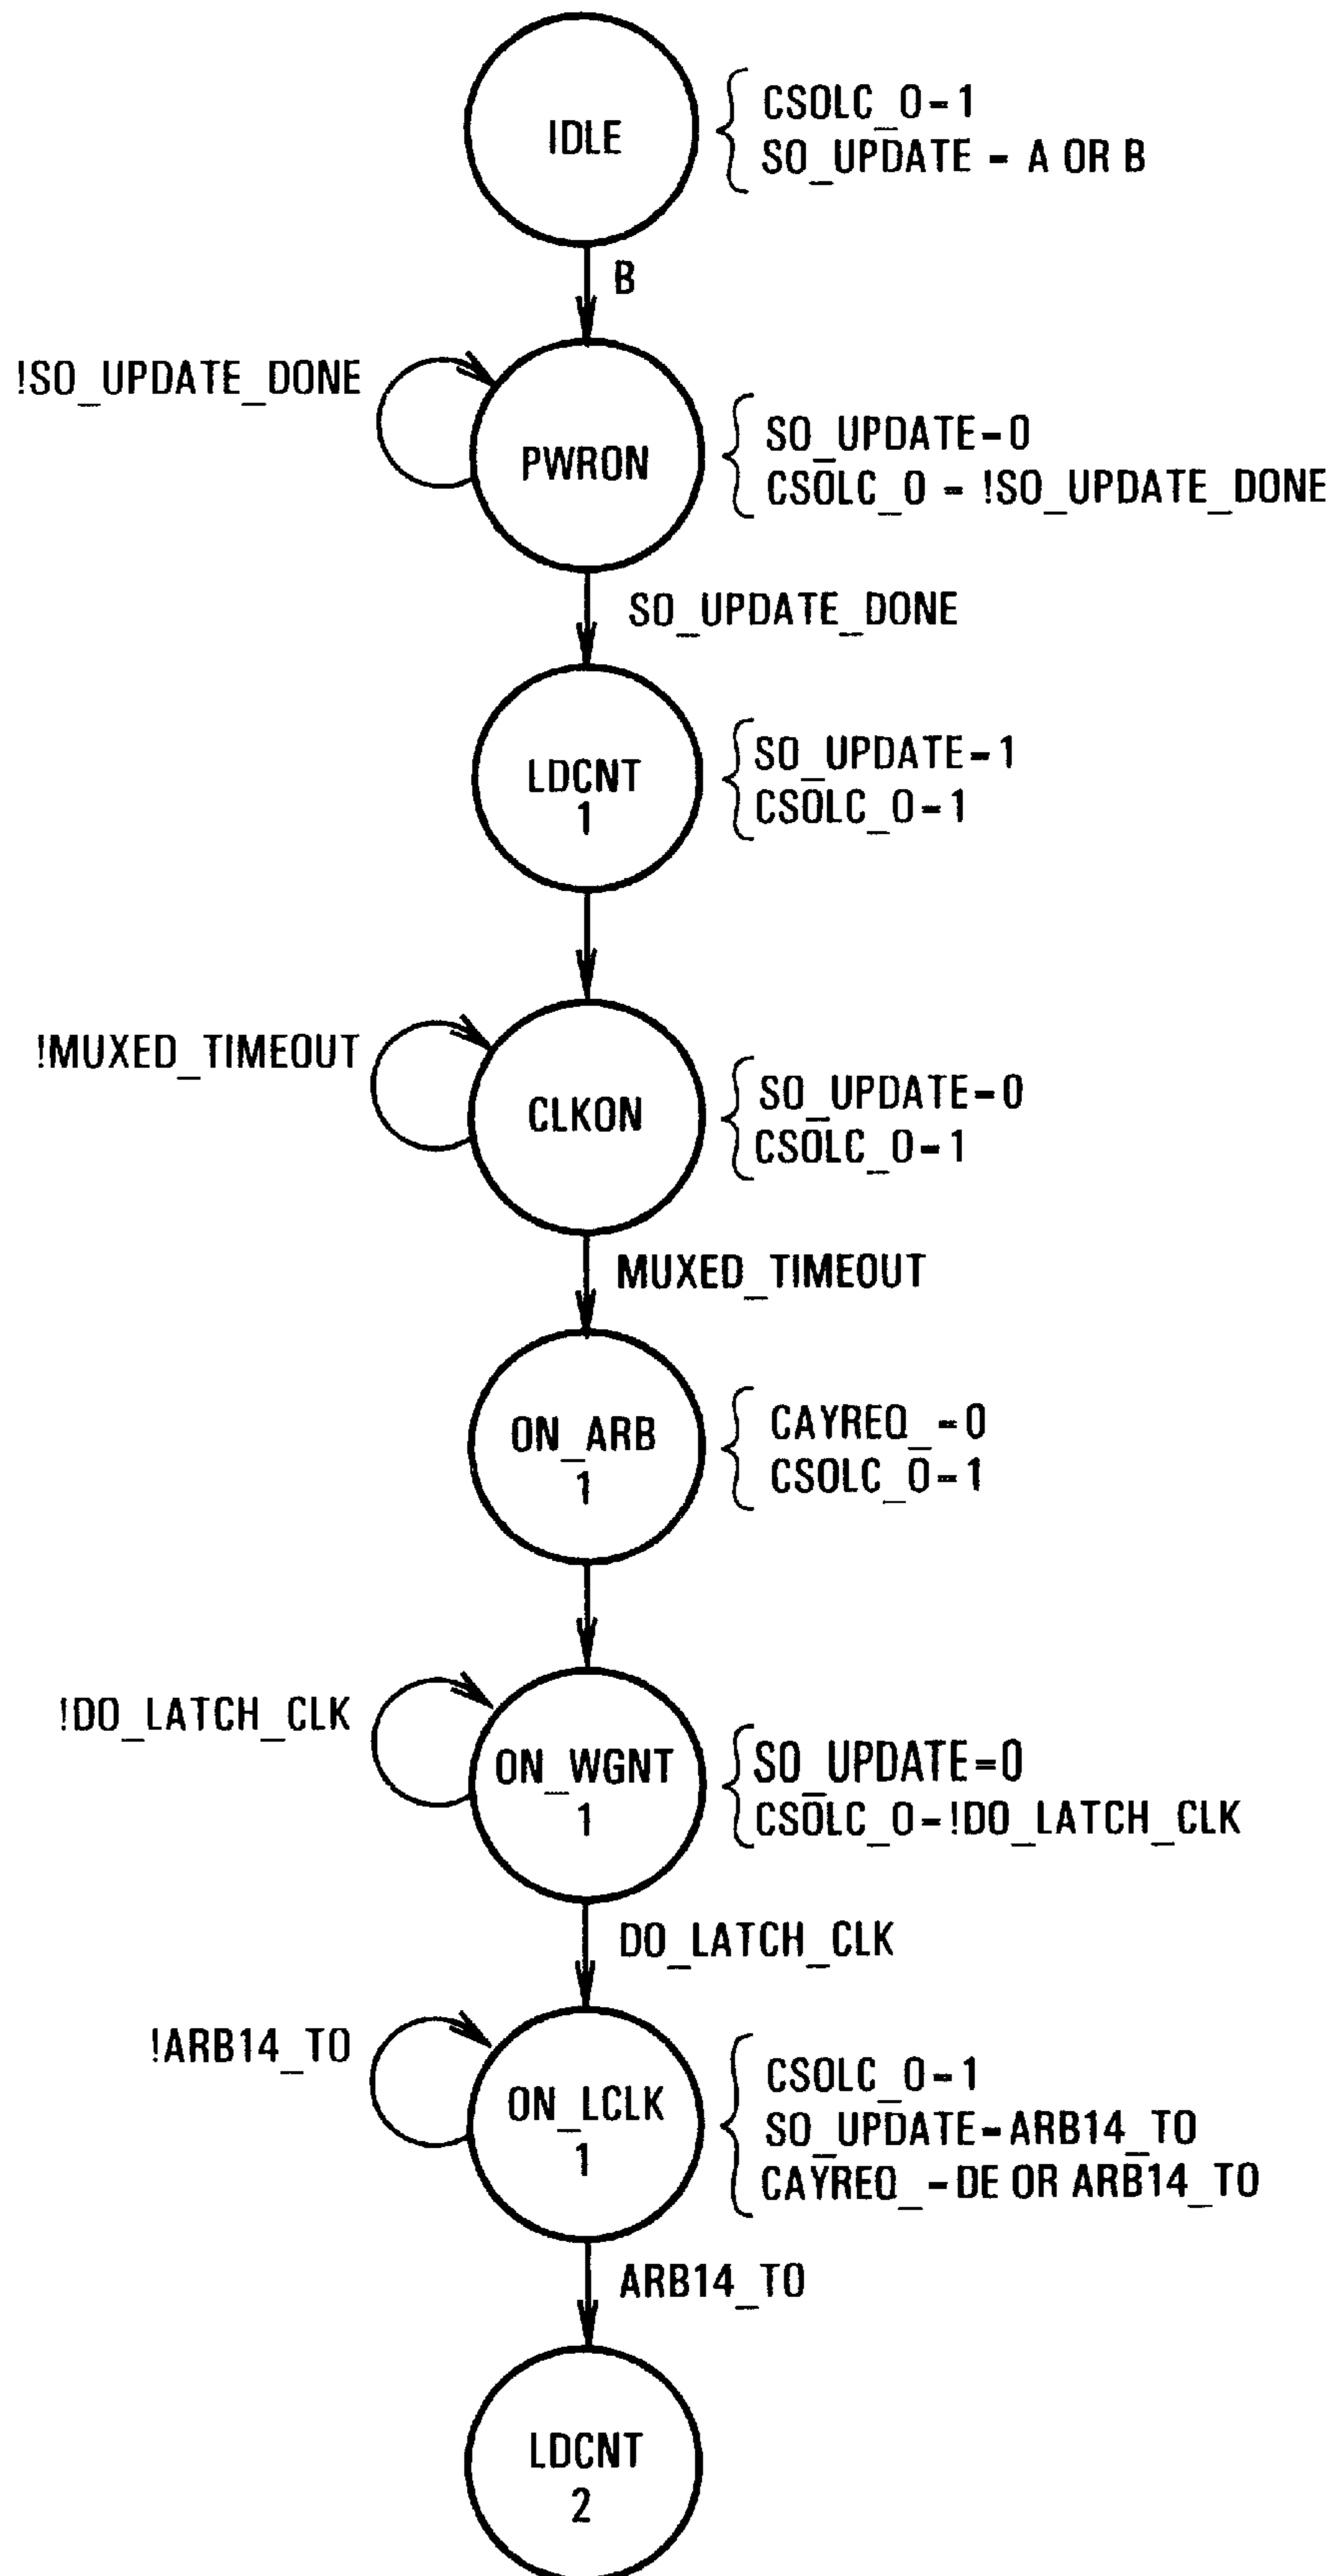 IDLE
CSOLC_O-1
SO_UPDATE - A OR B
B
!SO_UPDATE_DONE
PWRON
SO_UPDATE-0
CSOLC_O - !SO_UPDATE_DONE
SO_UPDATE_DONE
LDCNT
1
SO_UPDATE-1
CSOLC_O-1
!MUXED_TIMEOUT
CLKON
SO_UPDATE-0
CSOLC_O-1
MUXED_TIMEOUT
ON_ARB
1
CAYREQ_-0
CSOLC_O-1
!DO_LATCH_CLK
ON_WGNT
1
SO_UPDATE=0
CSOLC_O-!DO_LATCH_CLK
DO_LATCH_CLK
!ARB14_TO
ON_LCLK
1
CSOLC_O-1
SO_UPDATE-ARB14_TO
CAYREQ_-DE OR ARB14_TO
ARB14_TO
LDCNT
2